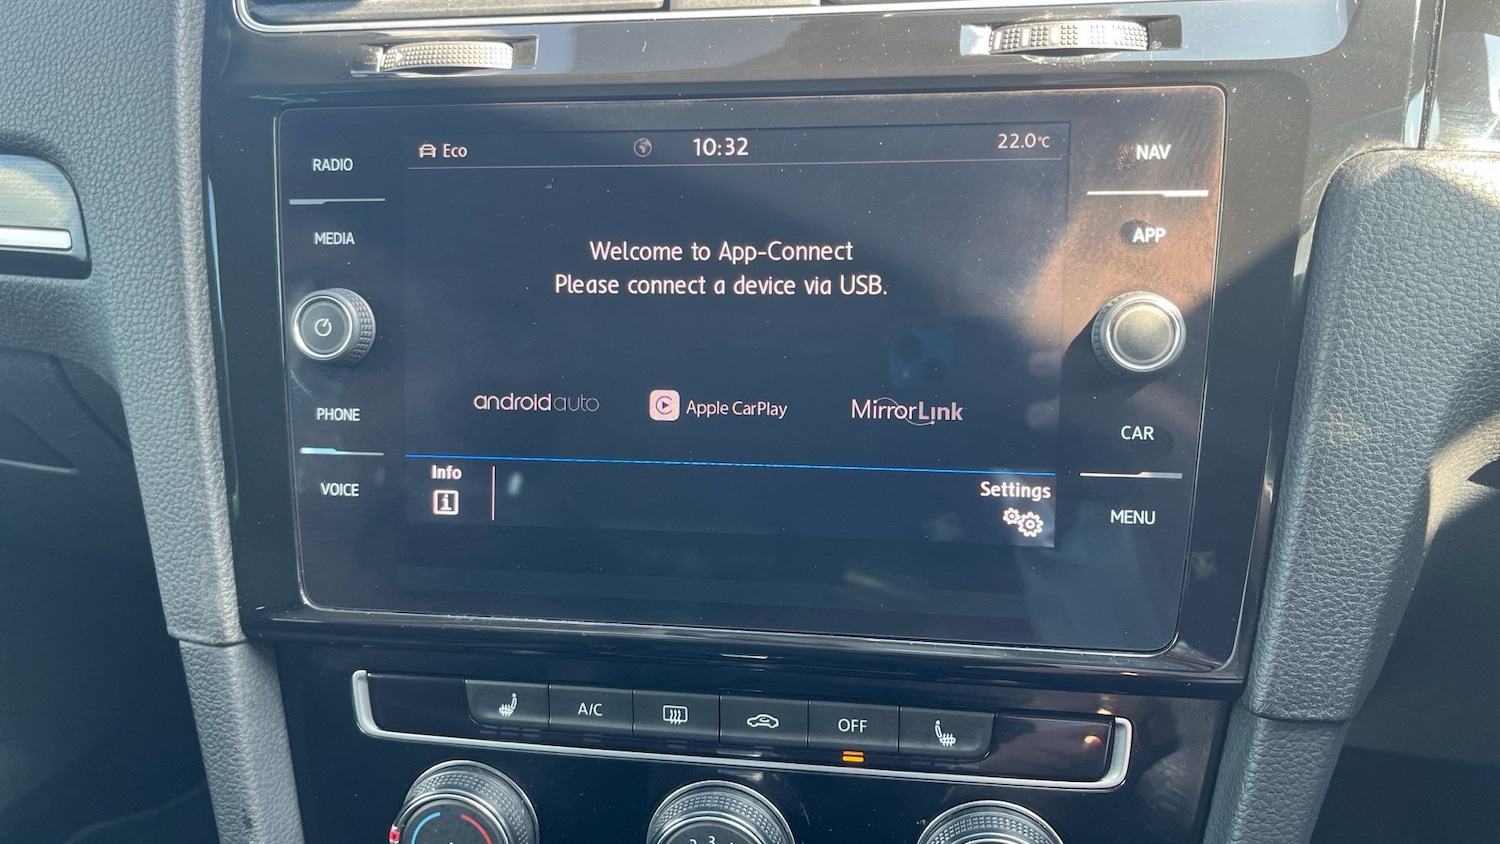 Eco
10:32
22.0°C
RADIO
NAV
MEDIA
APP
Welcome to App-Connect
Please connect a device via USB.
androidauto
Apple CarPlay
MirrorLink
PHONE
CAR
VOICE
MENU
Info
Settings
A/C
OFF